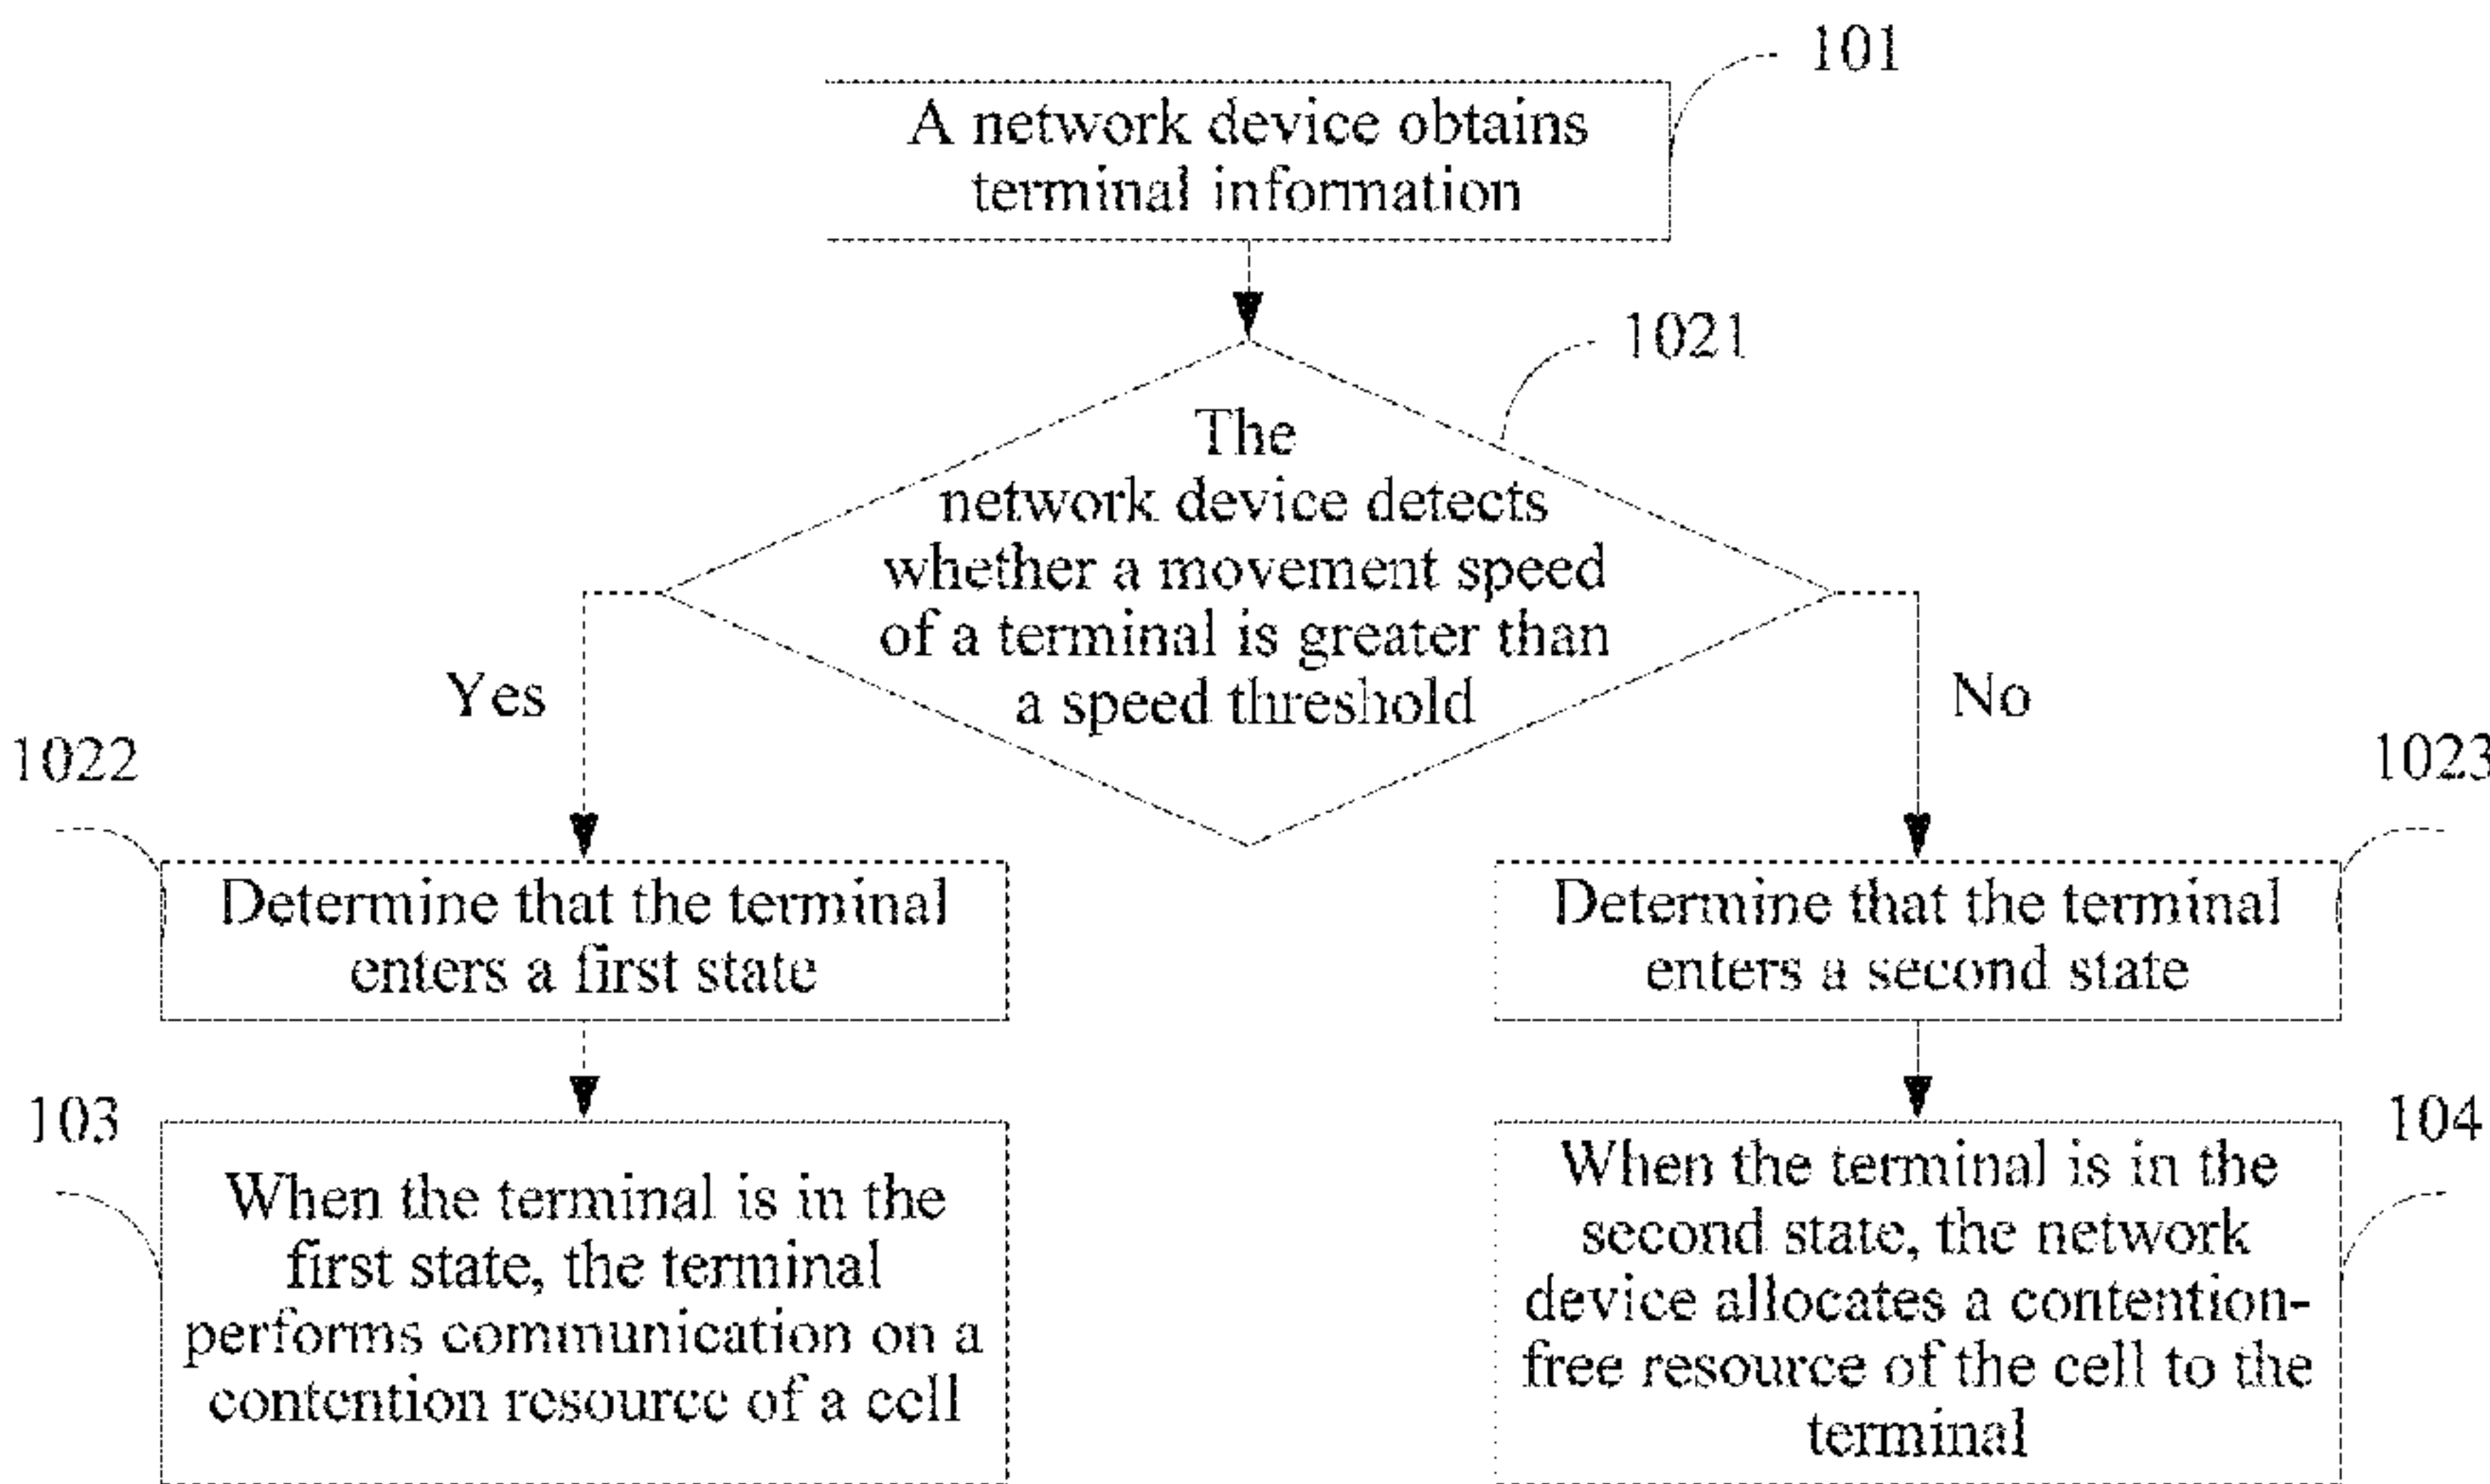 101
A network device obtains
terminal information
1021
The
network device detects
whether a movement speed
of a terminal is greater than
a speed threshold
Yes
No
1022
1023
Determine that the terminal
enters a first state
Determine that the terminal
enters a second state
103
104
When the terminal is in the
first state, the terminal
performs communication on a
contention resource of a cell
When the terminal is in the
second state, the network
device allocates a contention-
free resource of the cell to the
terminal